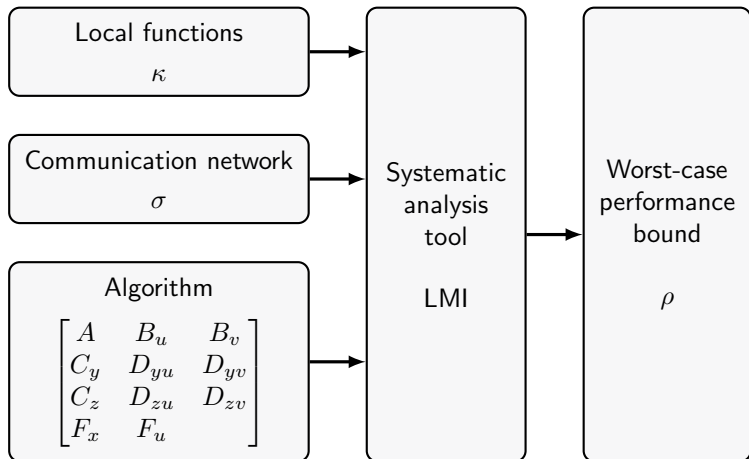 Local functions
κ
Communication network
σ
Algorithm
A B_u B_v
C_y D_yu D_yv
C_z D_zu D_zv
F_x F_u
Systematic
analysis
tool
LMI
Worst-case
performance
bound
ρ